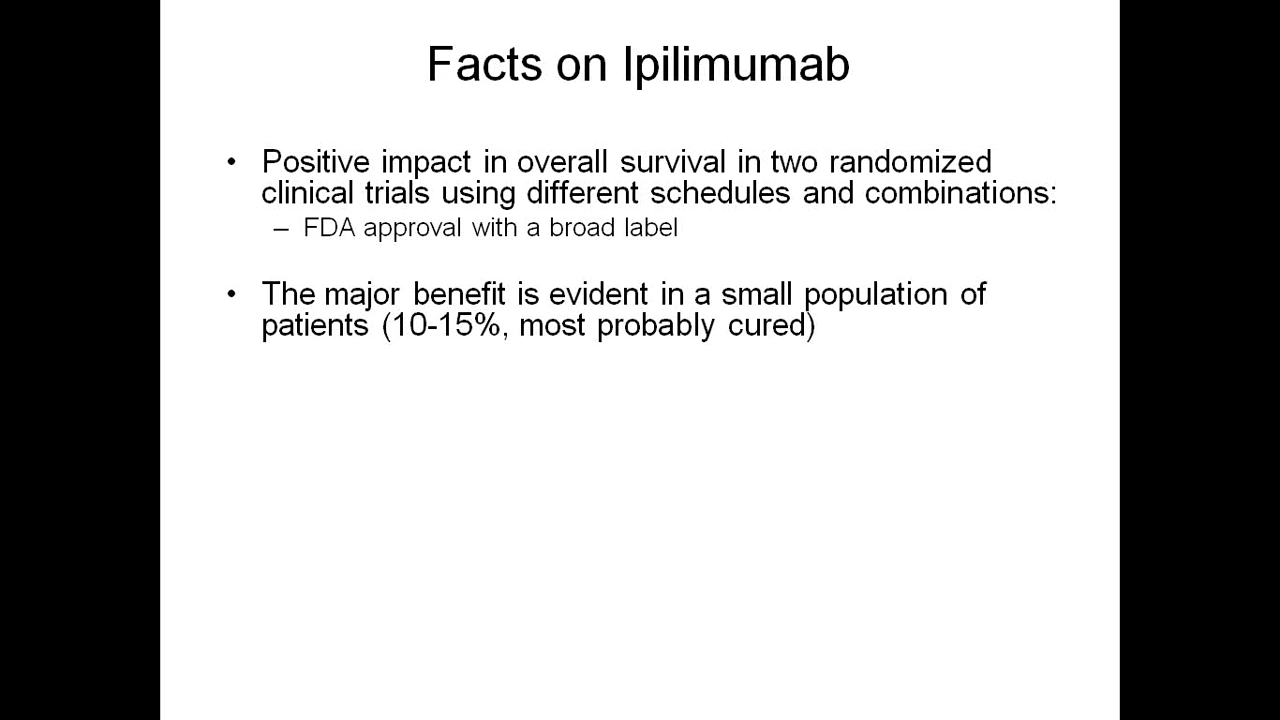 Facts on Ipilimumab
• Positive impact in overall survival in two randomized
clinical trials using different schedules and combinations:
– FDA approval with a broad label
• The major benefit is evident in a small population of
patients (10-15%, most probably cured)